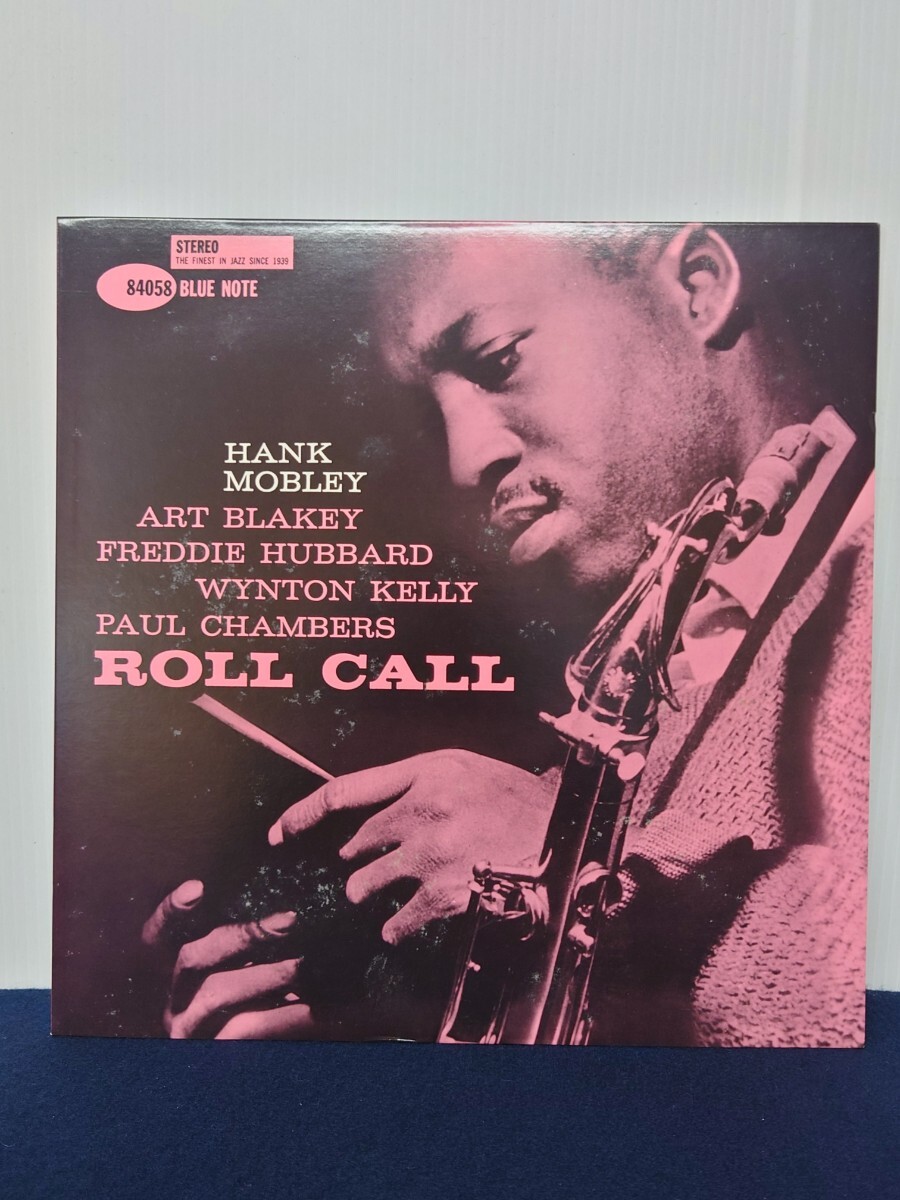 STEREO
THE FINEST IN JAZZ SINCE 1939
84058 BLUE NOTE
HANK
MOBLEY
ART BLAKEY
FREDDIE HUBBARD
WYNTON KELLY
PAUL CHAMBERS
ROLL CALL